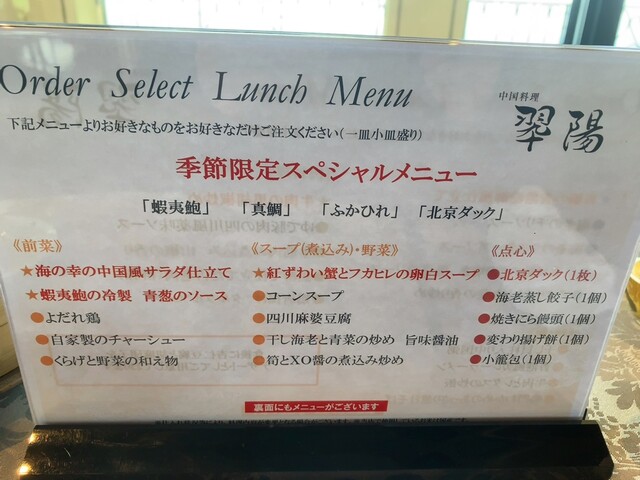 Order Select Lunch Menu
中国料理
翠陽
下記メニューよりお好きなものをお好きなだけご注文ください(一皿小皿盛り)
季節限定スペシャルメニュー
「蝦夷鮑」 「真鯛」 「ふかひれ」 「北京ダック」
《前菜》
★海の幸の中国風サラダ仕立て
★蝦夷鮑の冷製 青葱のソース
●よだれ鶏
●自家製のチャーシュー
●くらげと野菜の和え物
《スープ(煮込み)・野菜》
★紅ずわい蟹とフカヒレの卵白スープ
●コーンスープ
●四川麻婆豆腐
●干し海老と青菜の炒め 旨味醤油
●筍とXO醬の煮込み炒め
《点心》
●北京ダック(1枚)
●海老蒸し餃子(1個)
●焼きにら饅頭(1個)
●変わり揚げ餅(1個)
●小籠包(1個)
裏面にもメニューがございます